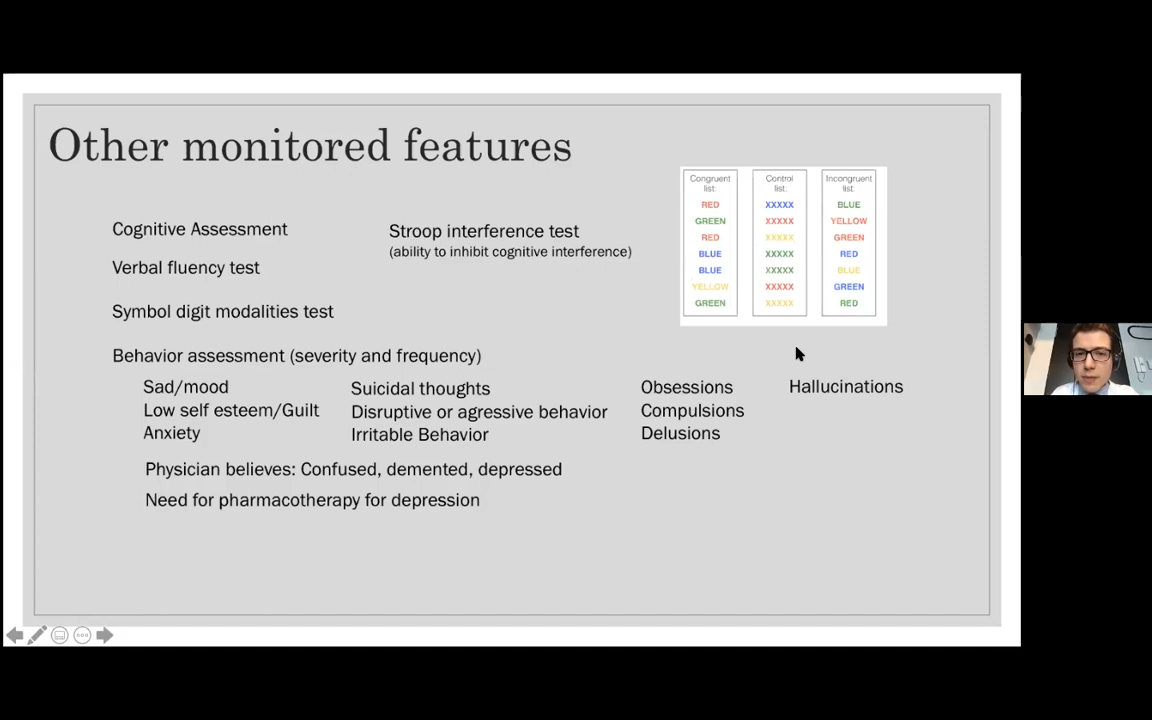 Other monitored features
Cognitive Assessment
Verbal fluency test
Symbol digit modalities test
Stroop interference test
(ability to inhibit cognitive interference)
Congruent
list:
RED
GREEN
RED
BLUE
BLUE
YELLOW
GREEN
Control
list:
XXXXX
XXXXX
XXXXX
XXXXX
XXXXX
XXXXX
XXXXX
Incongruent
list:
BLUE
YELLOW
GREEN
RED
BLUE
GREEN
RED
Behavior assessment (severity and frequency)
Sad/mood
Low self esteem/Guilt
Anxiety
Suicidal thoughts
Disruptive or agressive behavior
Irritable Behavior
Obsessions
Compulsions
Delusions
Hallucinations
Physician believes: Confused, demented, depressed
Need for pharmacotherapy for depression